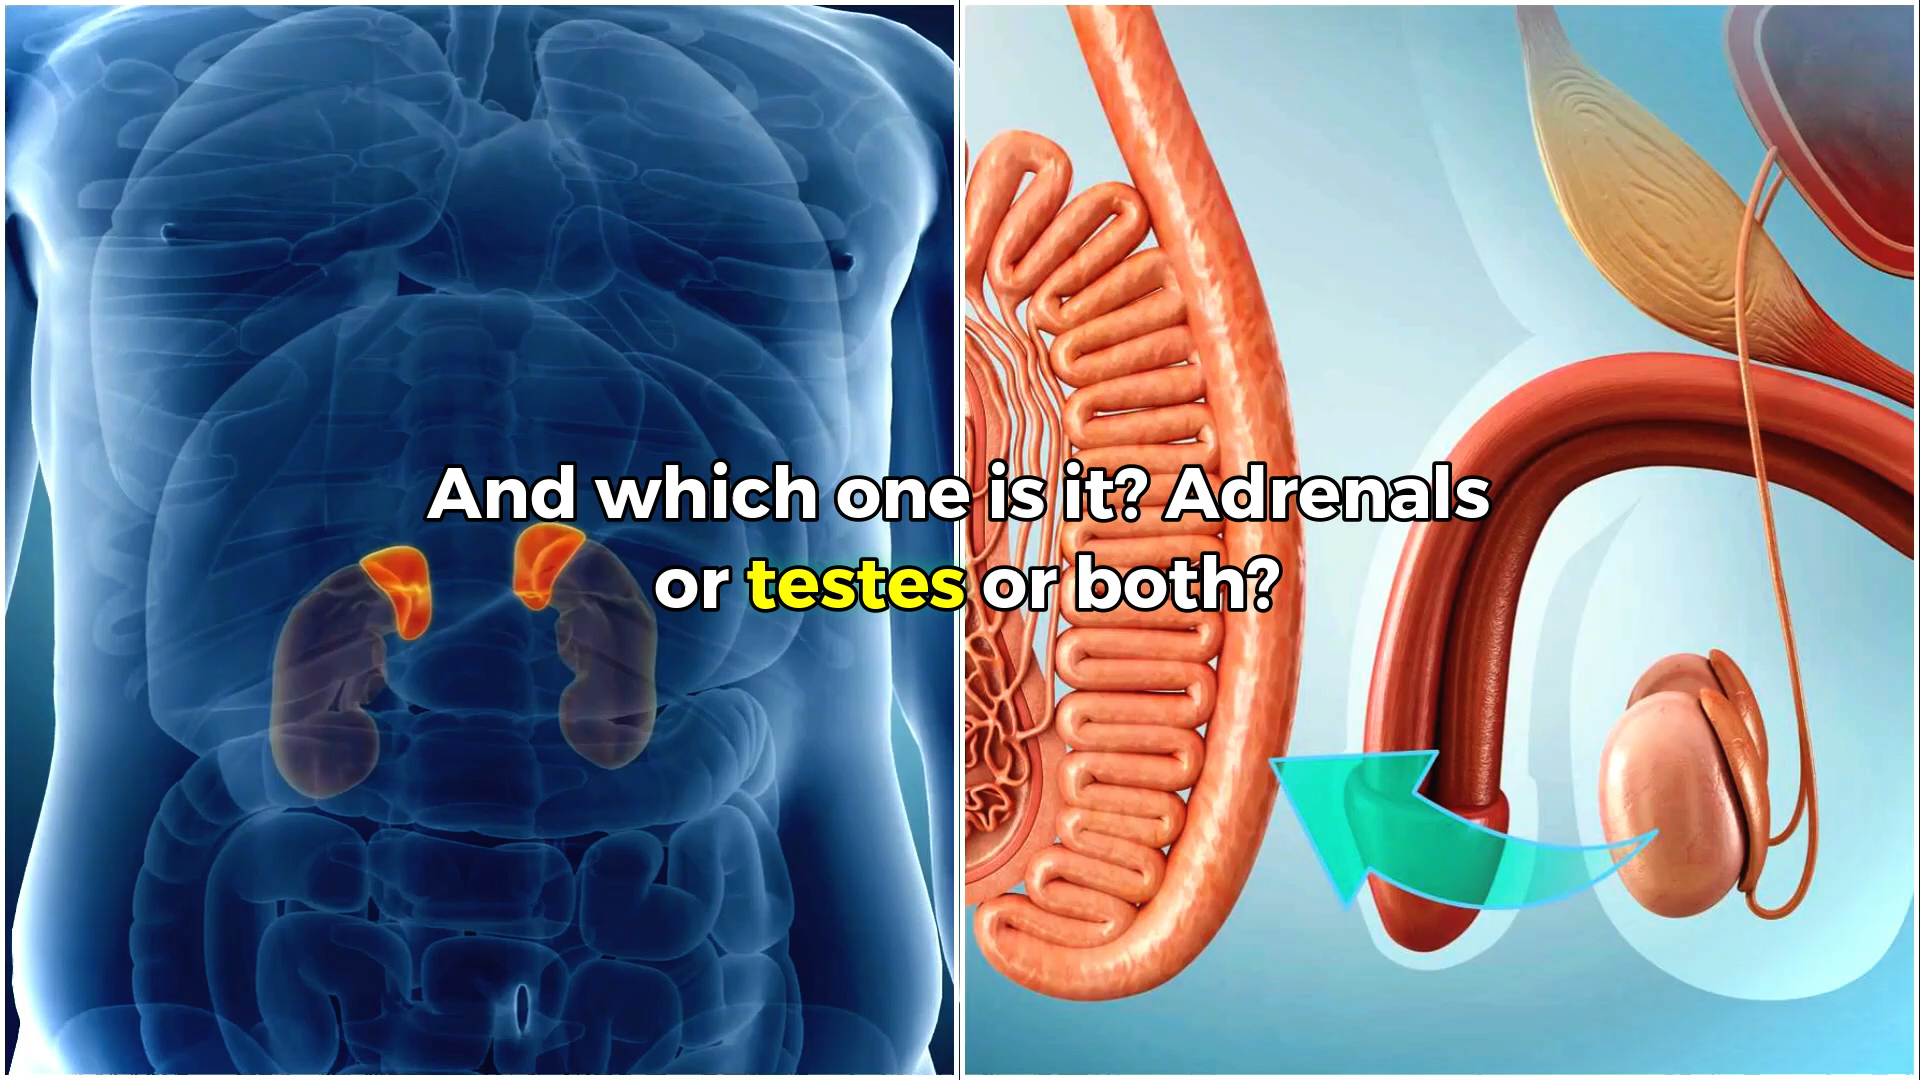 And which one is it? Adrenals
or testes or both?